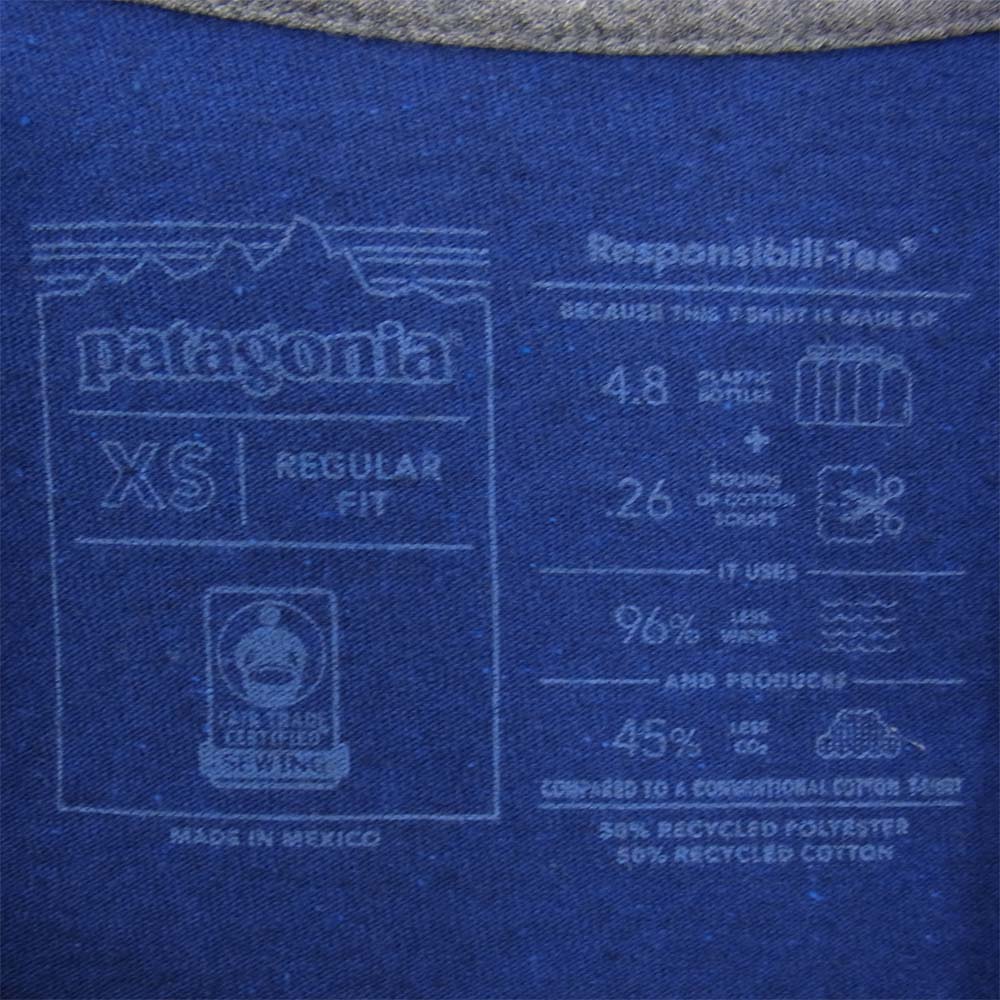 patagonia®
XS
REGULAR
FIT
FAIR TRADE
CERTIFIED
SEWING
MADE IN MEXICO
Responsibili-Tee®
BECAUSE THIS T-SHIRT IS MADE OF
4.8 PLASTIC
BOTTLES
+
.26 POUNDS
OF COTTON
SCRAPS
IT USES
96% LESS
WATER
AND PRODUCES
45% LESS
CO₂
COMPARED TO A CONVENTIONAL COTTON T-SHIRT
50% RECYCLED POLYESTER
50% RECYCLED COTTON